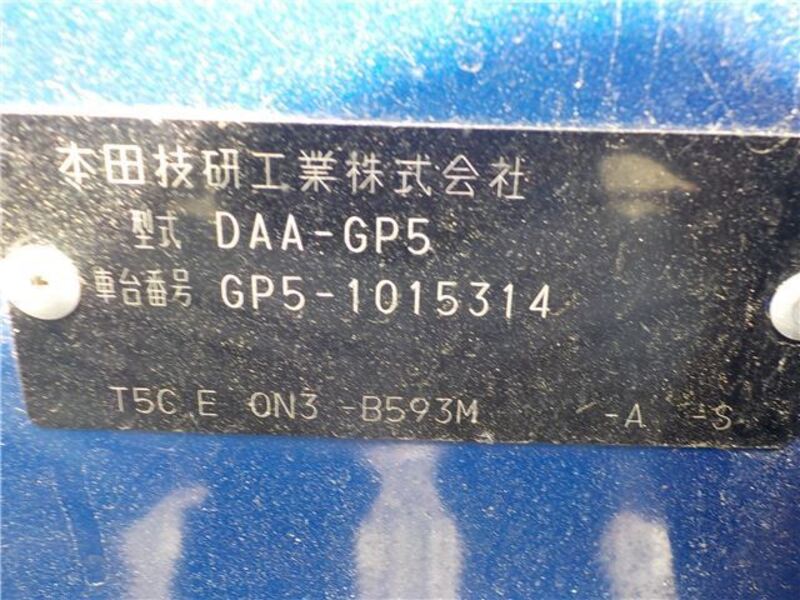 本田技研工業株式会社
型式 DAA-GP5
車台番号 GP5-1015314
T5C E 0N3 -B593M -A -S